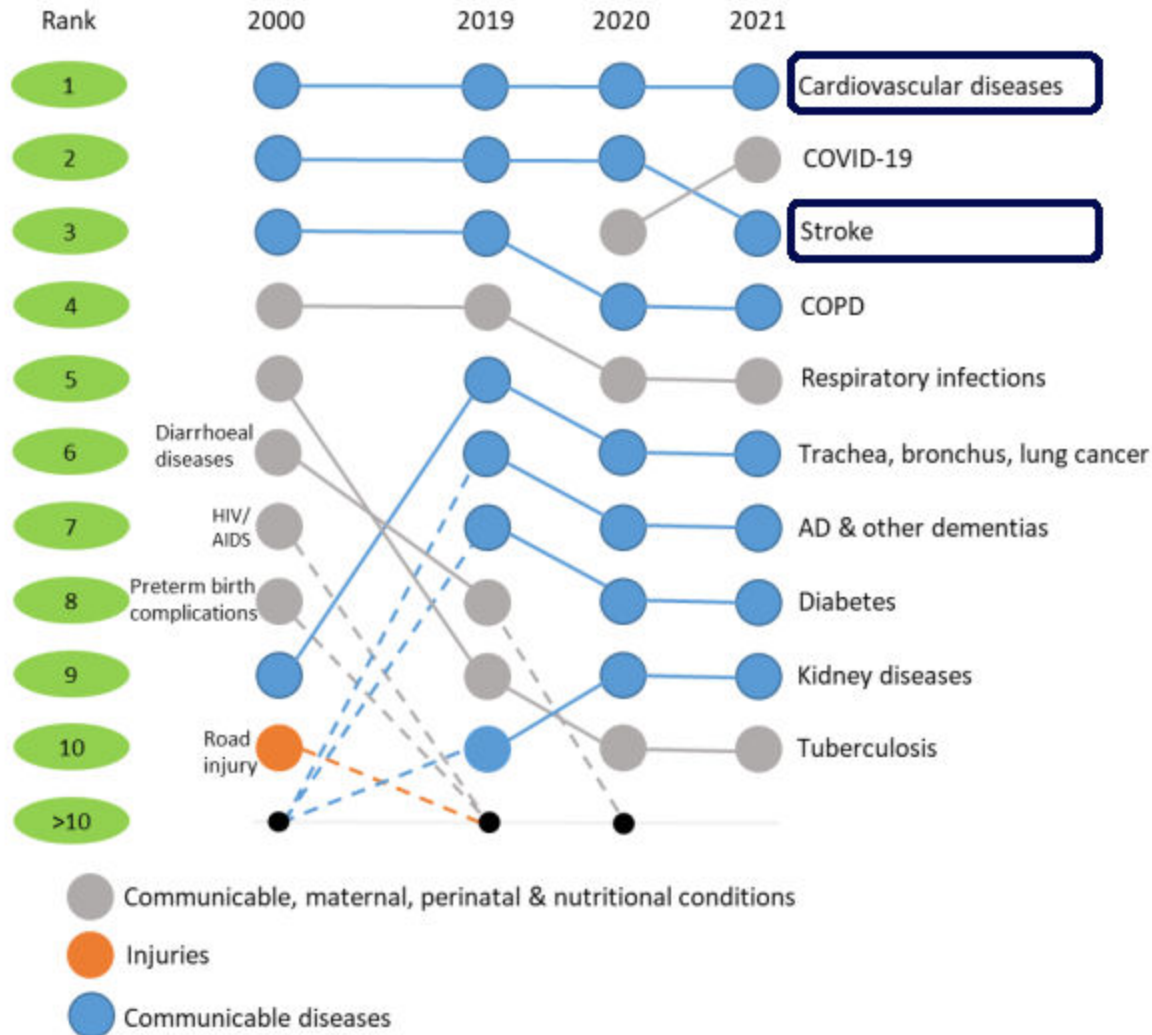 Rank 2000 2019 2020 2021
1 Cardiovascular diseases
2 COVID-19
3 Stroke
4 COPD
5 Respiratory infections
6 Diarrhoeal
diseases Trachea, bronchus, lung cancer
7 HIV/
AIDS AD & other dementias
8 Preterm birth
complications Diabetes
9 Kidney diseases
10 Road
injury Tuberculosis
>10
Communicable, maternal, perinatal & nutritional conditions
Injuries
Communicable diseases